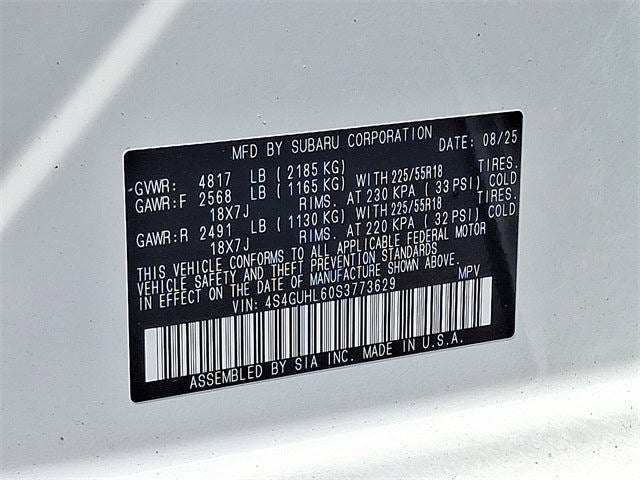 MFD BY SUBARU CORPORATION DATE: 08/25
GVWR: 4817 LB ( 2185 KG)
GAWR:F 2568 LB ( 1165 KG) WITH 225/55R18 TIRES.
18X7J RIMS. AT 230 KPA ( 33 PSI) COLD
GAWR:R 2491 LB ( 1130 KG) WITH 225/55R18 TIRES.
18X7J RIMS. AT 220 KPA ( 32 PSI) COLD
THIS VEHICLE CONFORMS TO ALL APPLICABLE FEDERAL MOTOR
VEHICLE SAFETY AND THEFT PREVENTION STANDARDS
IN EFFECT ON THE DATE OF MANUFACTURE SHOWN ABOVE.
VIN: 4S4GUHL60S3773629 MPV
ASSEMBLED BY SIA INC. MADE IN U.S.A.